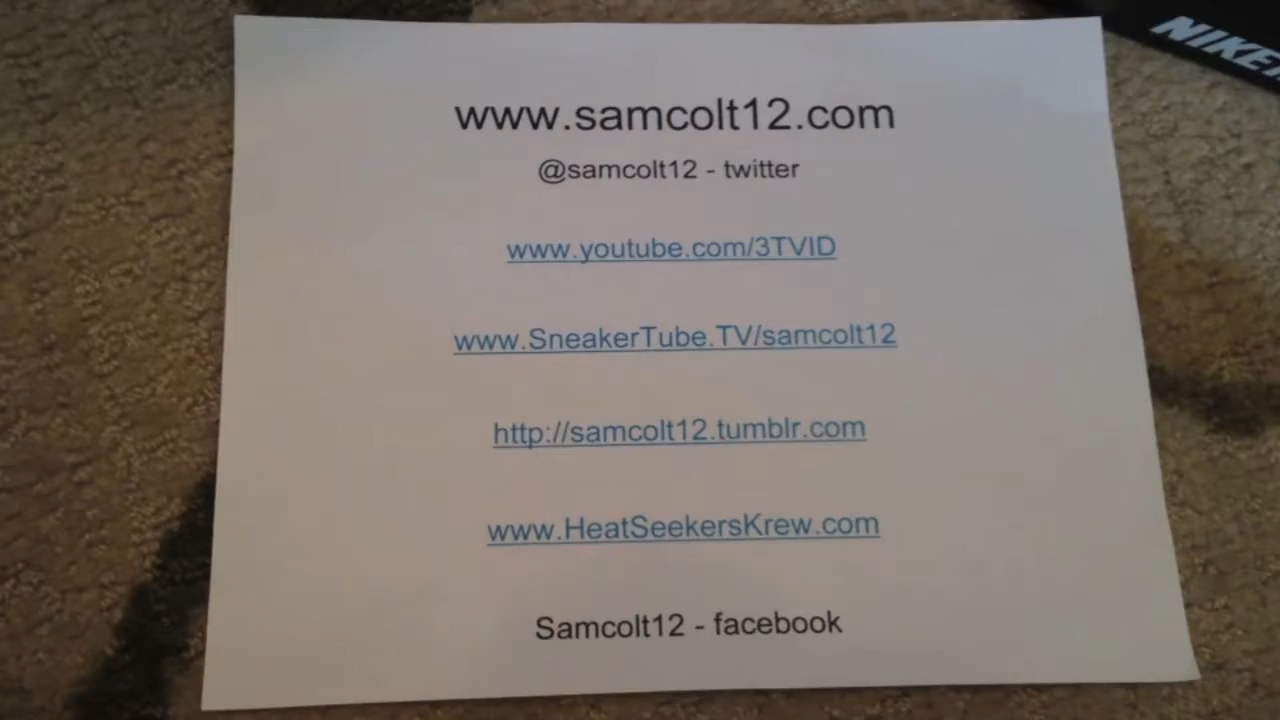 NIKE
www.samcolt12.com
@samcolt12 - twitter
www.youtube.com/3TVID
www.SneakerTube.TV/samcolt12
http://samcolt12.tumblr.com
www.HeatSeekersKrew.com
Samcolt12 - facebook